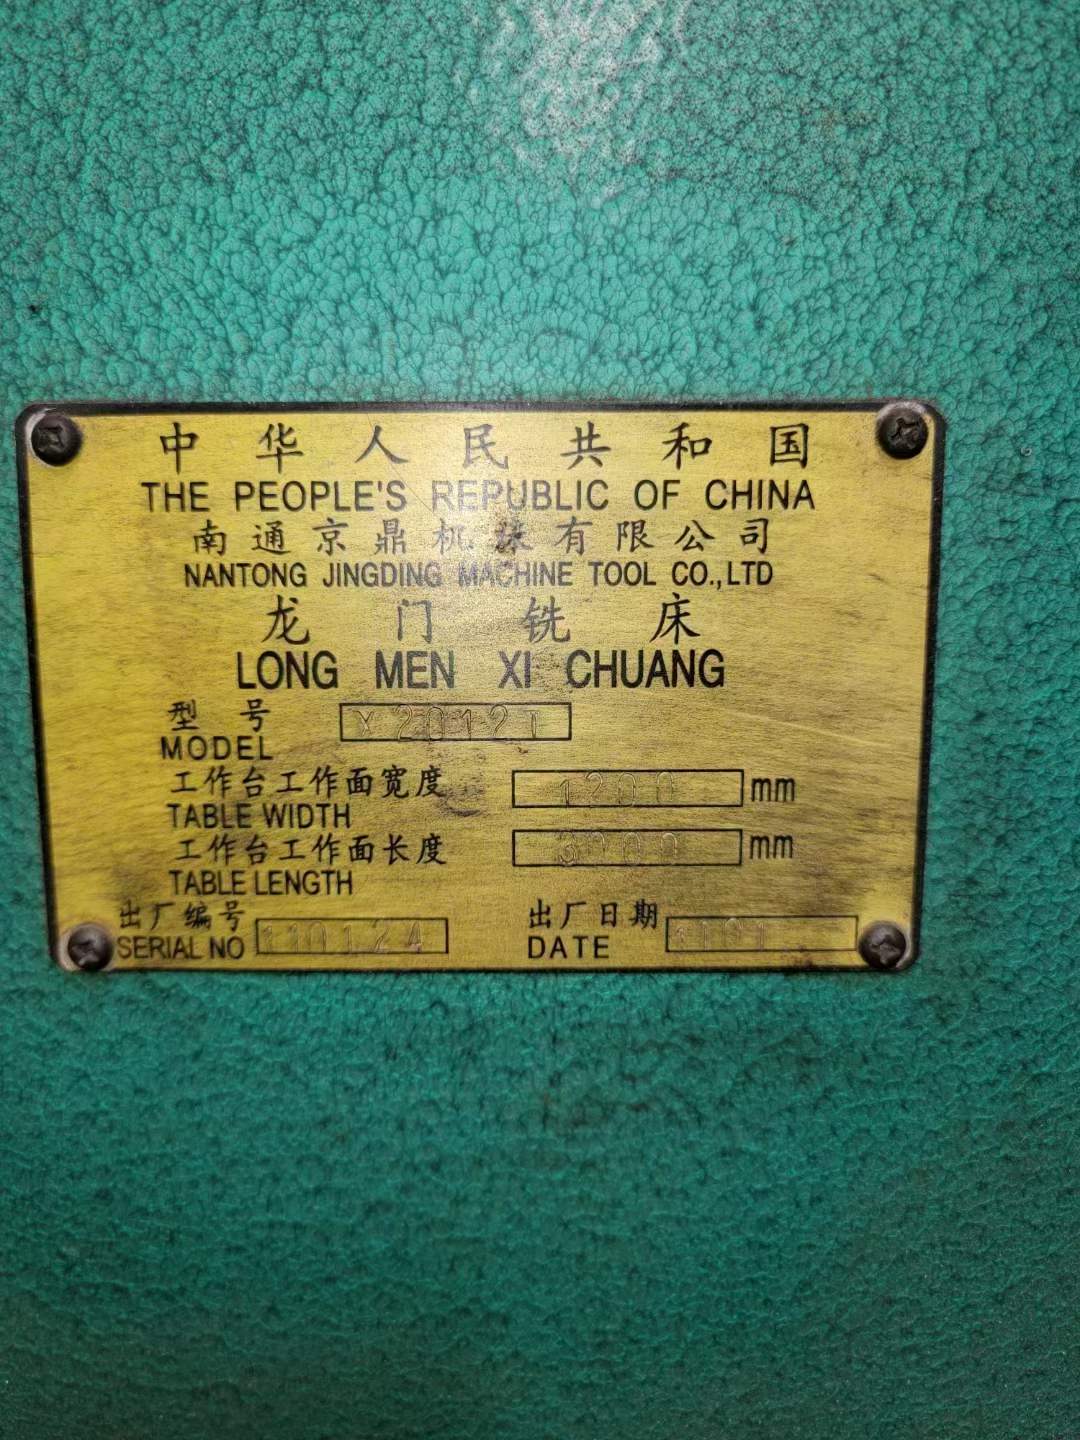 中华人民共和国
THE PEOPLE'S REPUBLIC OF CHINA
南通京鼎机床有限公司
NANTONG JINGDING MACHINE TOOL CO.,LTD
龙门铣床
LONG MEN XI CHUANG
型号 X2012T
MODEL
工作台工作面宽度 1200 mm
TABLE WIDTH
工作台工作面长度 3000 mm
TABLE LENGTH
出厂编号 110124 出厂日期
SERIAL NO DATE